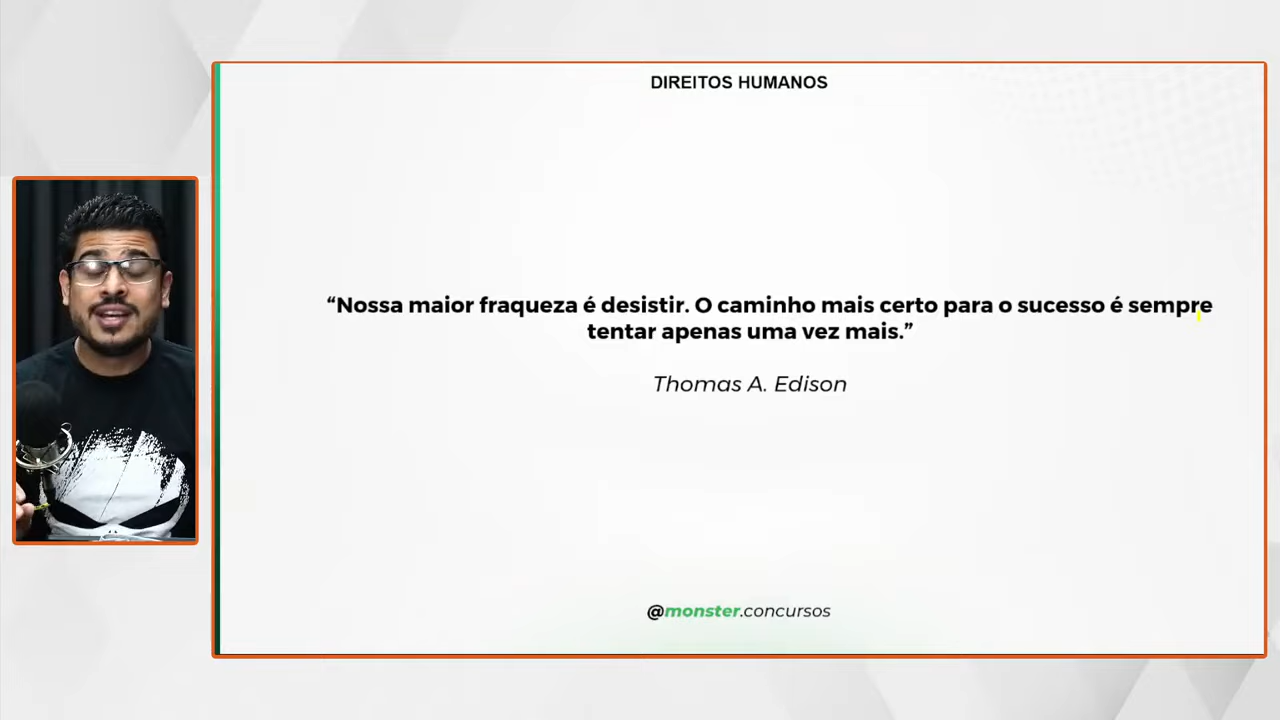 DIREITOS HUMANOS
“Nossa maior fraqueza é desistir. O caminho mais certo para o sucesso é sempre
tentar apenas uma vez mais.”
Thomas A. Edison
@monster.concursos